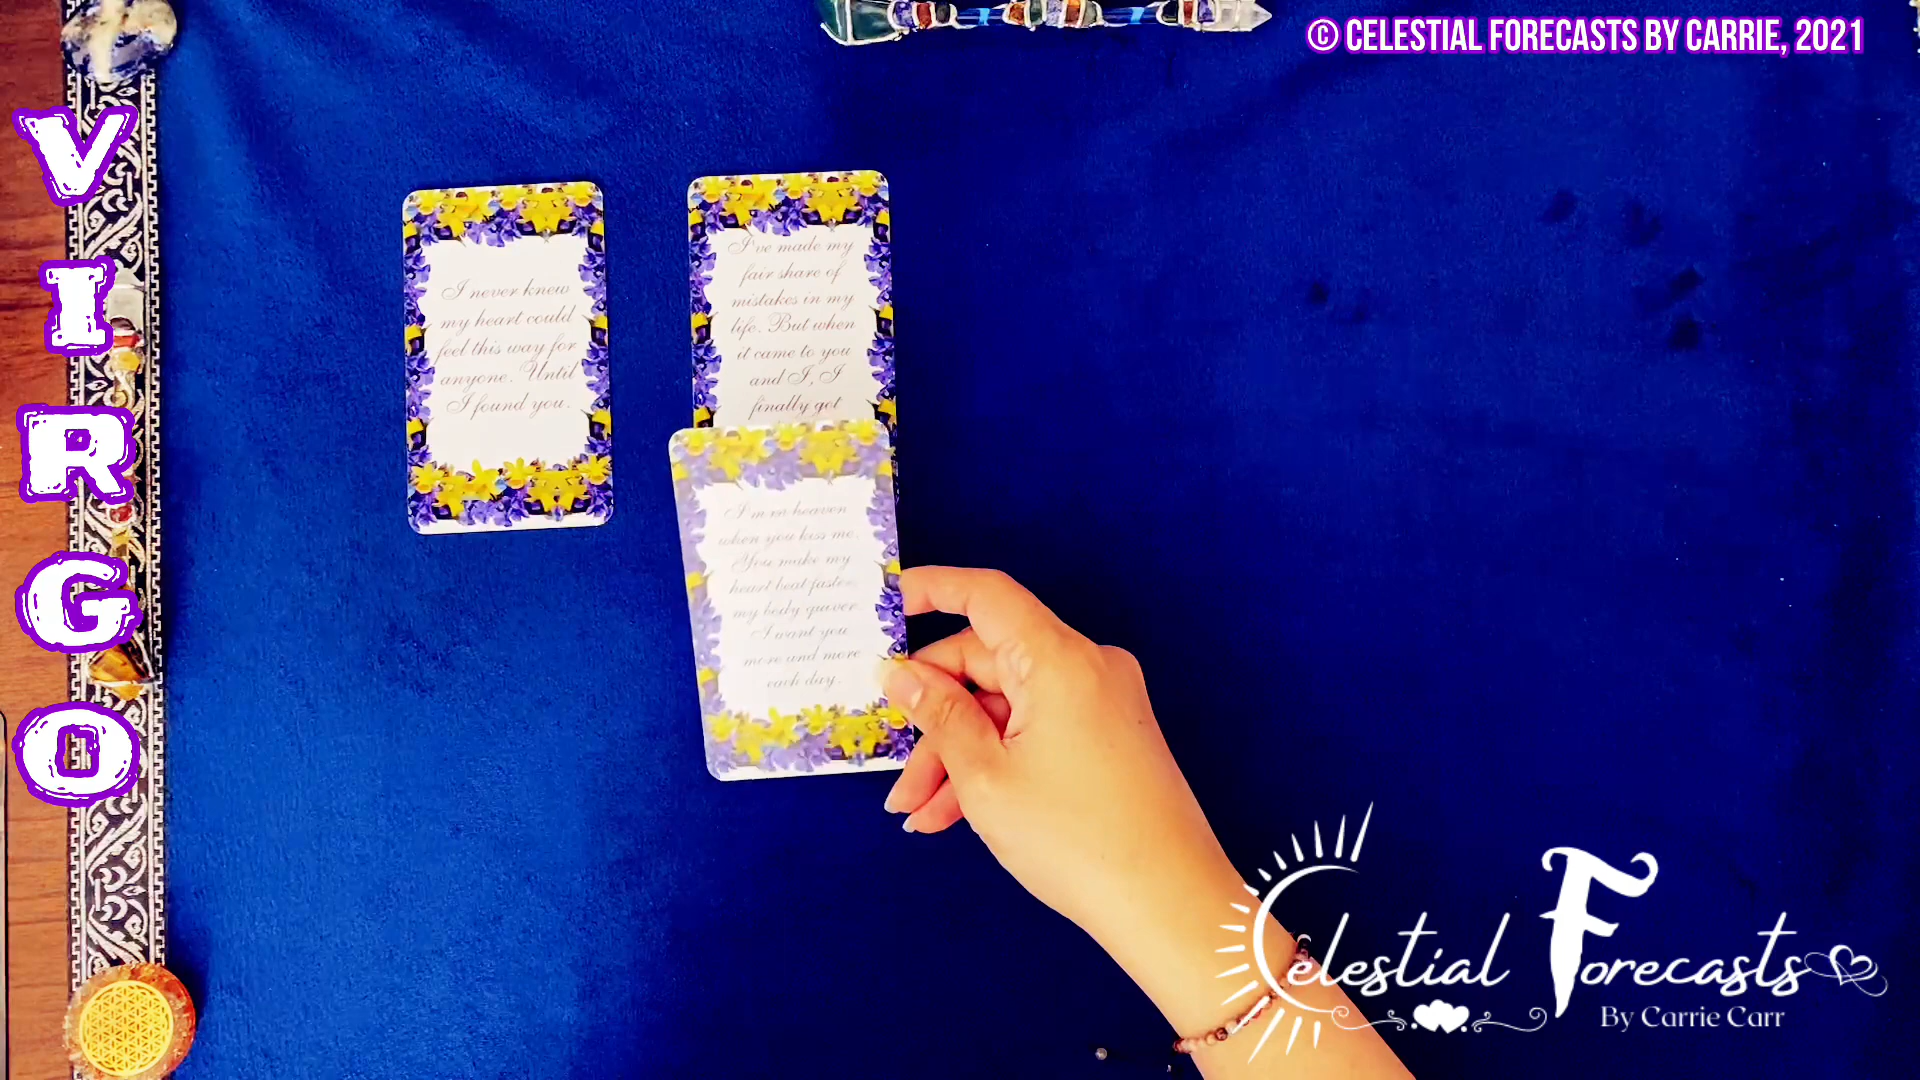 © CELESTIAL FORECASTS BY CARRIE, 2021
VIRGO
I never knew
my heart could
feel this way for
anyone. Until
I found you.
I've made my
fair share of
mistakes in my
life. But when
it came to you
and I, I
finally got
I'm in heaven
when you kiss me.
You make my
heart beat faster,
my body quiver.
I want you
more and more
each day.
Celestial Forecasts
By Carrie Carr